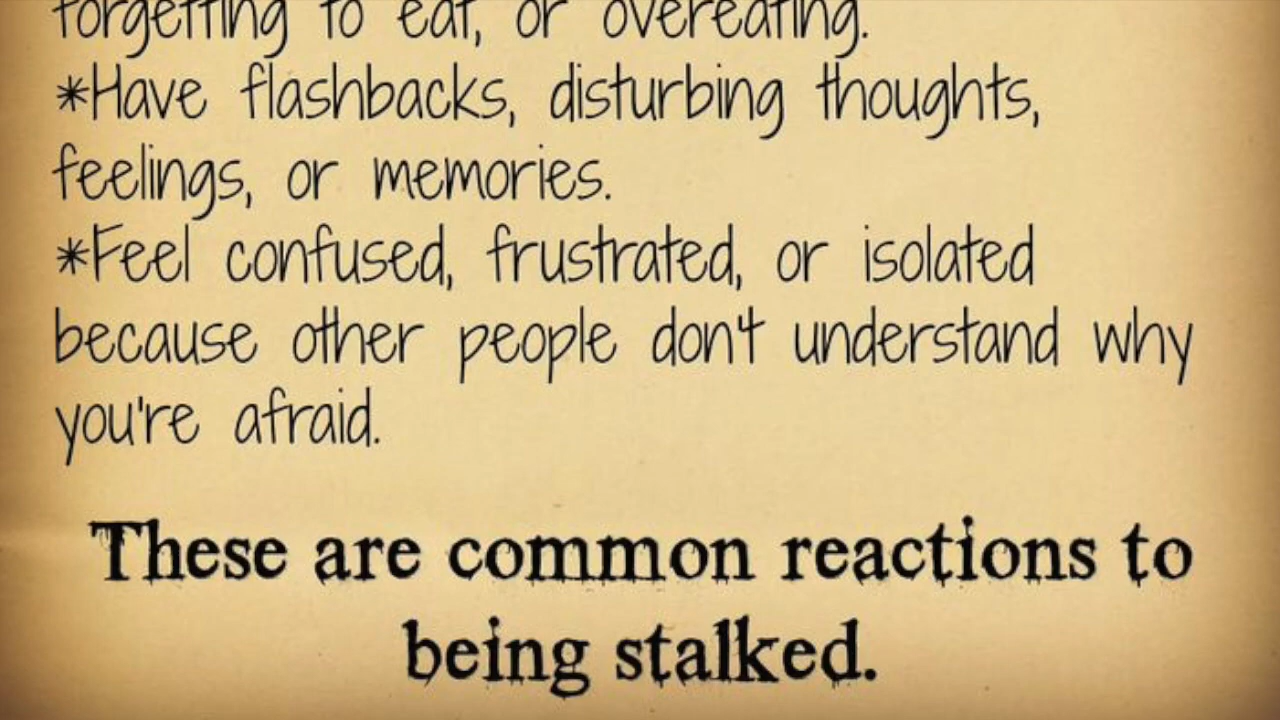 forgetting to eat, or overeating.
*Have flashbacks, disturbing thoughts,
feelings, or memories.
*Feel confused, frustrated, or isolated
because other people don't understand why
you're afraid.
These are common reactions to
being stalked.